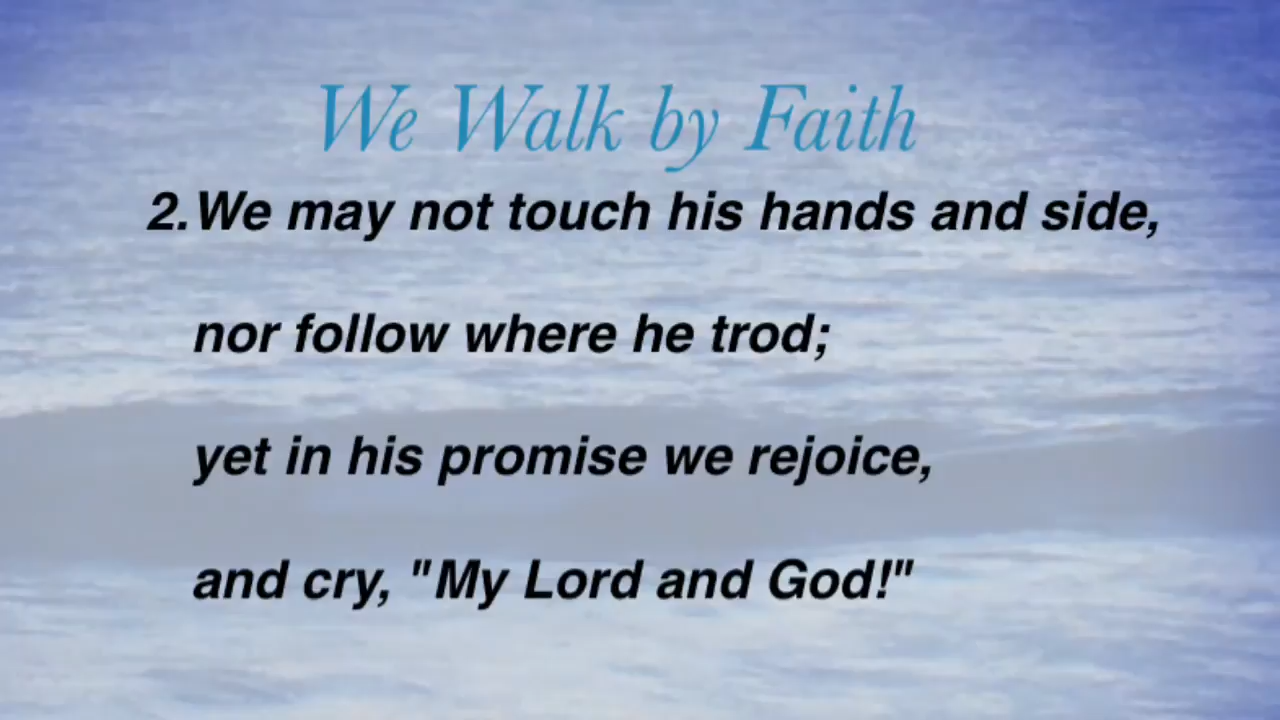 We Walk by Faith
2. We may not touch his hands and side,
nor follow where he trod;
yet in his promise we rejoice,
and cry, "My Lord and God!"